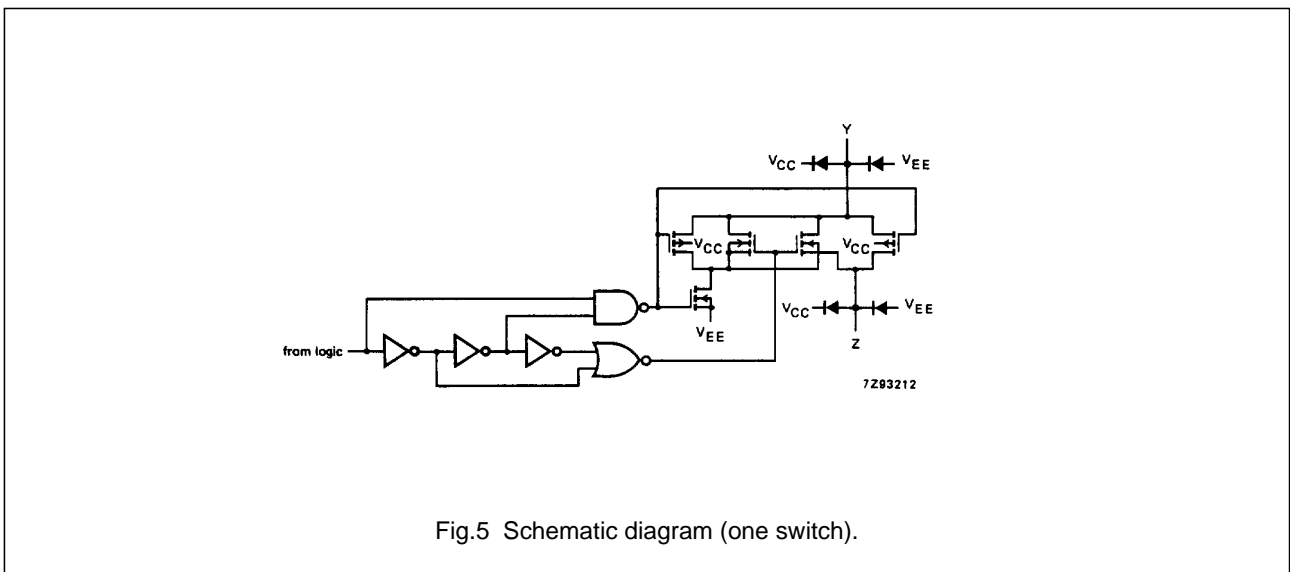 Y
VCC VEE
VCC VCC
VCC VEE
VEE
from logic
Z
7Z93212
Fig.5 Schematic diagram (one switch).